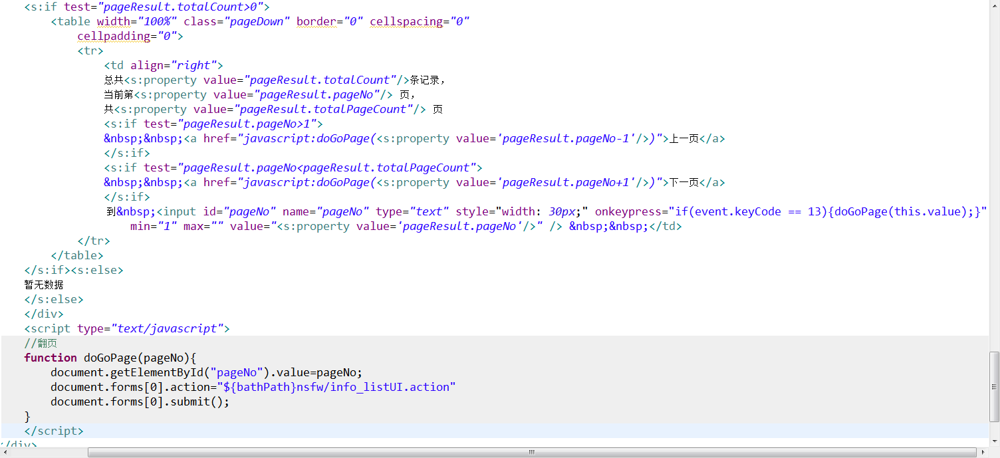 <s:if test="pageResult.totalCount>0">
<table width="100%" class="pageDown" border="0" cellspacing="0"
cellpadding="0">
<tr>
<td align="right">
总共<s:property value="pageResult.totalCount"/>条记录，
当前第<s:property value="pageResult.pageNo"/> 页，
共<s:property value="pageResult.totalPageCount"/> 页
<s:if test="pageResult.pageNo>1">
&nbsp;&nbsp;<a href="javascript:doGoPage(<s:property value='pageResult.pageNo-1'/>)">上一页</a>
</s:if>
<s:if test="pageResult.pageNo<pageResult.totalPageCount">
&nbsp;&nbsp;<a href="javascript:doGoPage(<s:property value='pageResult.pageNo+1'/>)">下一页</a>
</s:if>
到&nbsp;<input id="pageNo" name="pageNo" type="text" style="width: 30px;" onkeypress="if(event.keyCode == 13){doGoPage(this.value);}"
min="1" max="" value="<s:property value='pageResult.pageNo'/>" /> &nbsp;&nbsp;</td>
</tr>
</table>
</s:if><s:else>
暂无数据
</s:else>
</div>
<script type="text/javascript">
//翻页
function doGoPage(pageNo){
document.getElementById("pageNo").value=pageNo;
document.forms[0].action="${bathPath}nsfw/info_listUI.action"
document.forms[0].submit();
}
</script>
</div>